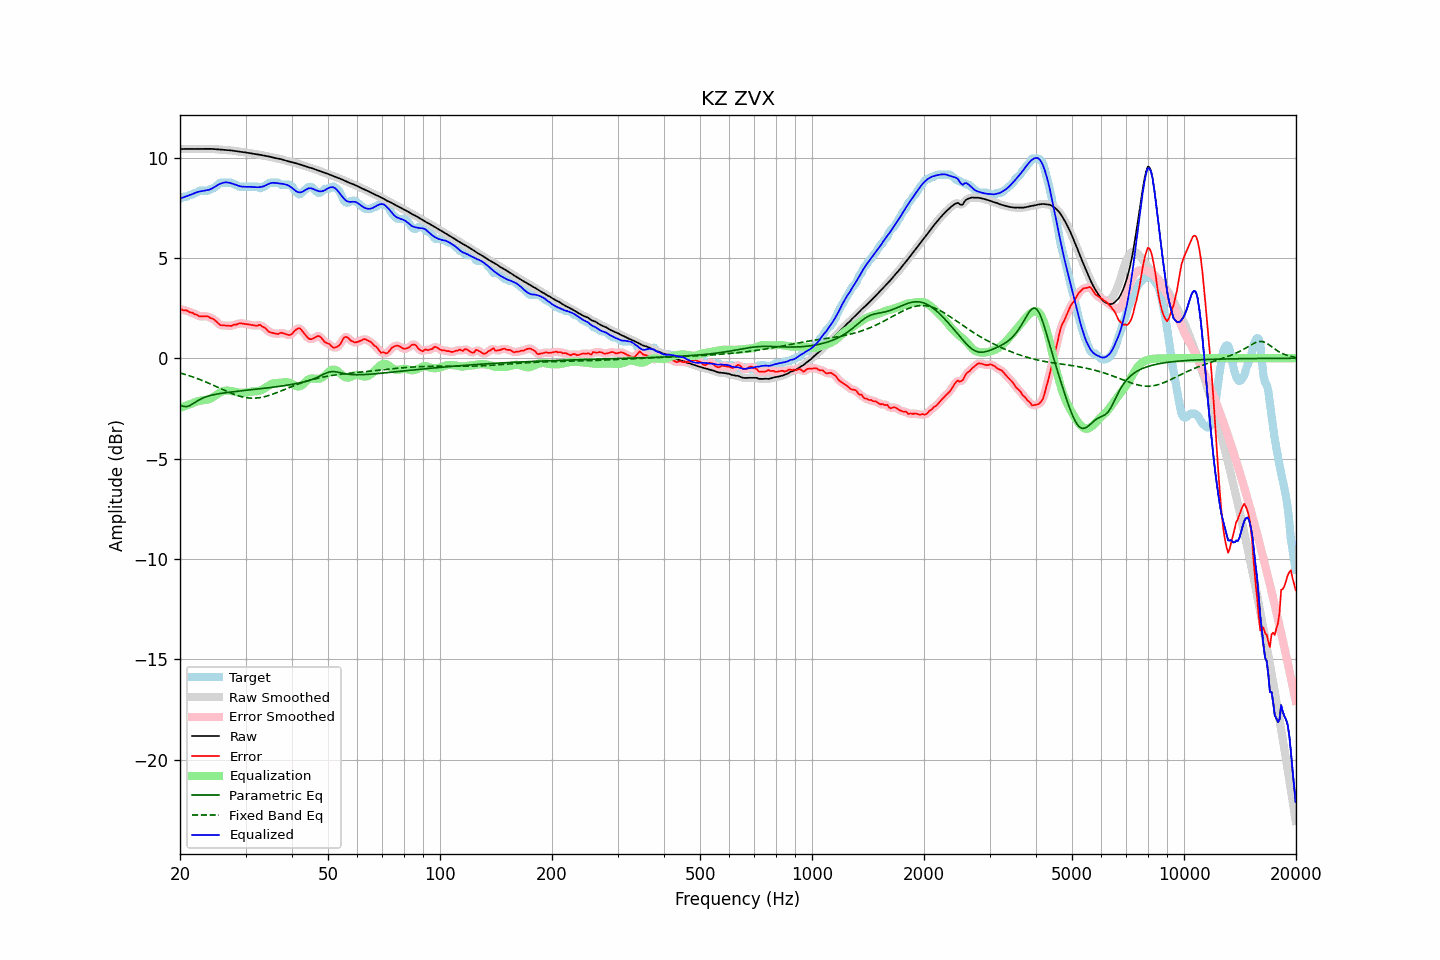 KZ ZVX
Amplitude (dBr)
10
5
0
−5
−10
−15
−20
Target
Raw Smoothed
Error Smoothed
Raw
Error
Equalization
Parametric Eq
Fixed Band Eq
Equalized
20 50 100 200 500 1000 2000 5000 10000 20000
Frequency (Hz)